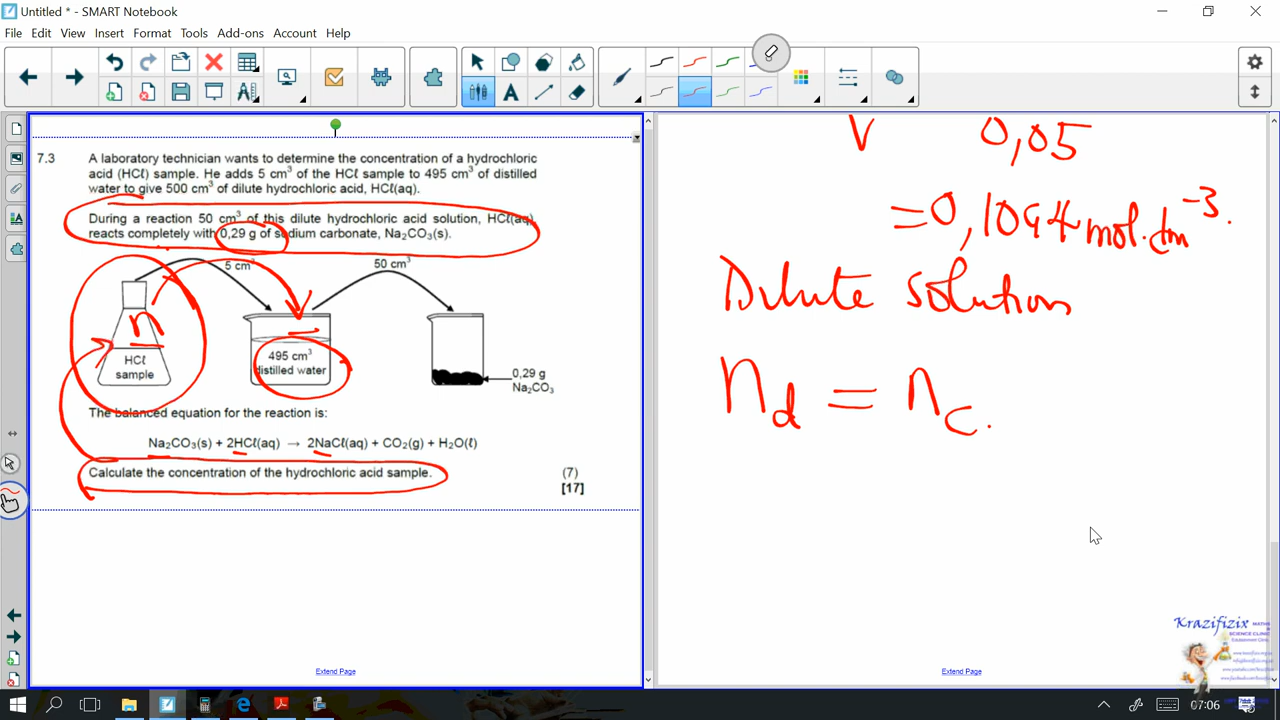 Untitled * - SMART Notebook
File Edit View Insert Format Tools Add-ons Account Help
7.3 A laboratory technician wants to determine the concentration of a hydrochloric
acid (HCℓ) sample. He adds 5 cm³ of the HCℓ sample to 495 cm³ of distilled
water to give 500 cm³ of dilute hydrochloric acid, HCℓ(aq).
During a reaction 50 cm³ of this dilute hydrochloric acid solution, HCℓ(aq)
reacts completely with 0,29 g of sodium carbonate, Na₂CO₃(s).
5 cm³
50 cm³
n
HCℓ
sample
495 cm³
distilled water
0,29 g
Na₂CO₃
The balanced equation for the reaction is:
Na₂CO₃(s) + 2HCℓ(aq) → 2NaCℓ(aq) + CO₂(g) + H₂O(ℓ)
Calculate the concentration of the hydrochloric acid sample. (7)
[17]
Extend Page
V 0,05
=0,1094 mol.dm⁻³.
Dilute solution
n_d = n_c.
Krazifizix MATHS
SCIENCE CLINIC
Extend Page
07:06